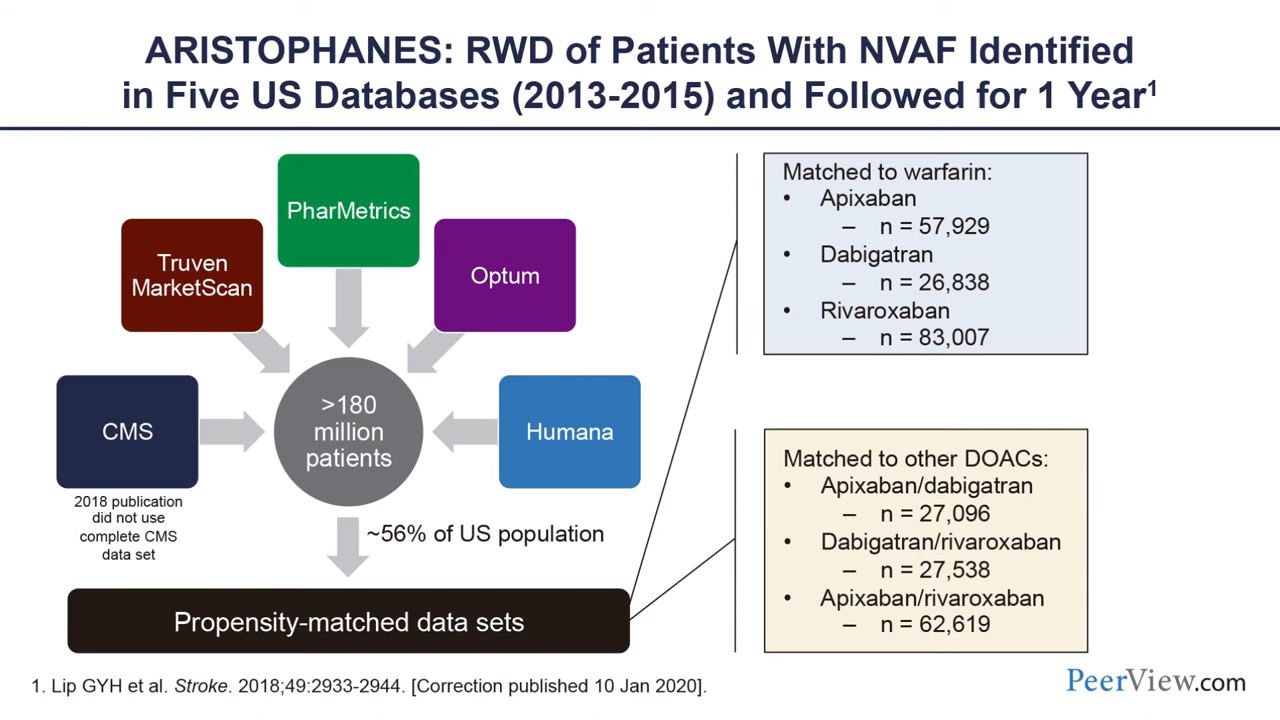 ARISTOPHANES: RWD of Patients With NVAF Identified
in Five US Databases (2013-2015) and Followed for 1 Year1
PharMetrics
Truven
MarketScan
Optum
CMS
>180
million
patients
Humana
2018 publication
did not use
complete CMS
data set
~56% of US population
Propensity-matched data sets
Matched to warfarin:
• Apixaban
– n = 57,929
• Dabigatran
– n = 26,838
• Rivaroxaban
– n = 83,007
Matched to other DOACs:
• Apixaban/dabigatran
– n = 27,096
• Dabigatran/rivaroxaban
– n = 27,538
• Apixaban/rivaroxaban
– n = 62,619
1. Lip GYH et al. Stroke. 2018;49:2933-2944. [Correction published 10 Jan 2020].
PeerView.com